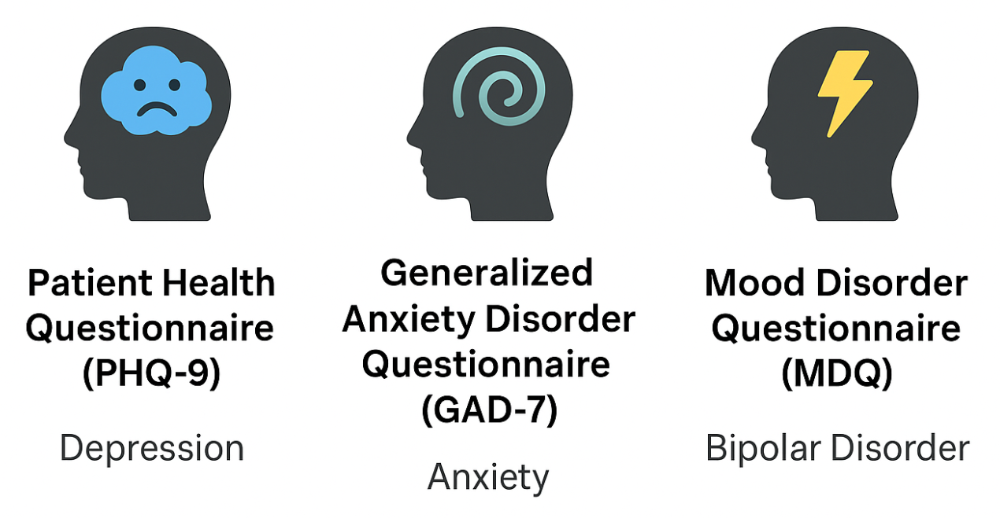 Patient Health
Questionnaire
(PHQ-9)
Depression
Generalized
Anxiety Disorder
Questionnaire
(GAD-7)
Anxiety
Mood Disorder
Questionnaire
(MDQ)
Bipolar Disorder